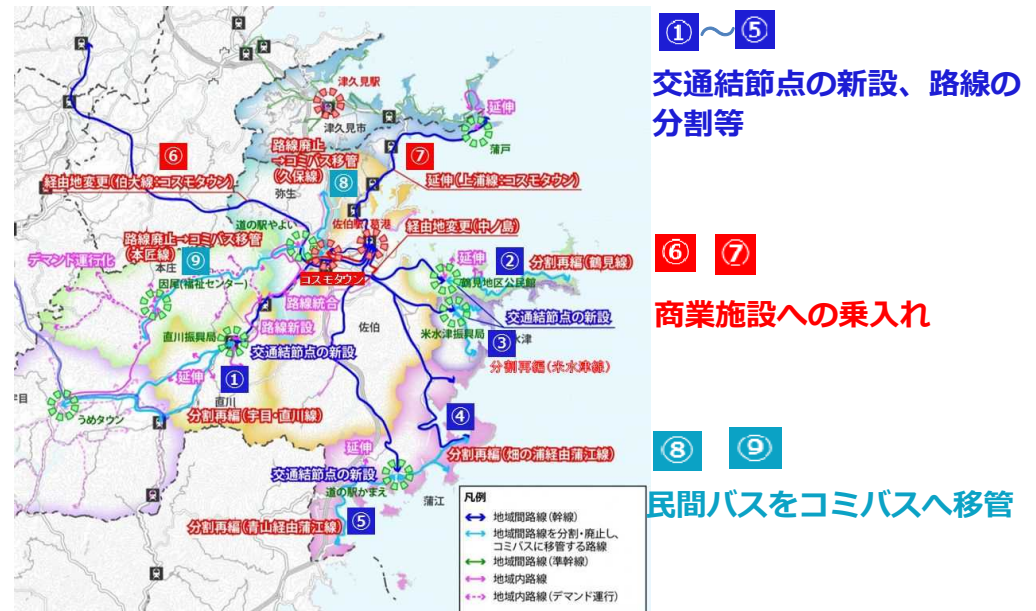 津久見駅
津久見市
延伸
蒲戸
路線廃止
→コミバス移管
(久保線)
⑥
⑦
⑧
弥生
経由地変更(伯大線:コスモタウン)
延伸(上浦線:コスモタウン)
道の駅やよい
佐伯駅
葛港
経由地変更(中ノ島)
路線廃止→コミバス移管
(本匠線)
⑨
デマンド運行化
本庄
因尾(福祉センター)
コスモタウン
延伸
②
分割再編(鶴見線)
鶴見地区公民館
路線統合
交通結節点の新設
路線新設
佐伯
直川振興局
米水津振興局
水津
③
交通結節点の新設
分割再編(米水津線)
延伸
①
直川
うめタウン
宇目
分割再編(宇目・直川線)
④
分割再編(畑の浦経由蒲江線)
延伸
交通結節点の新設
道の駅かまえ
蒲江
⑤
分割再編(青山経由蒲江線)
凡例
地域間路線(幹線)
地域間路線を分割・廃止し、
コミバスに移管する路線
地域間路線(準幹線)
地域内路線
地域内路線(デマンド運行)
①～⑤
交通結節点の新設、路線の
分割等
⑥ ⑦
商業施設への乗入れ
⑧ ⑨
民間バスをコミバスへ移管